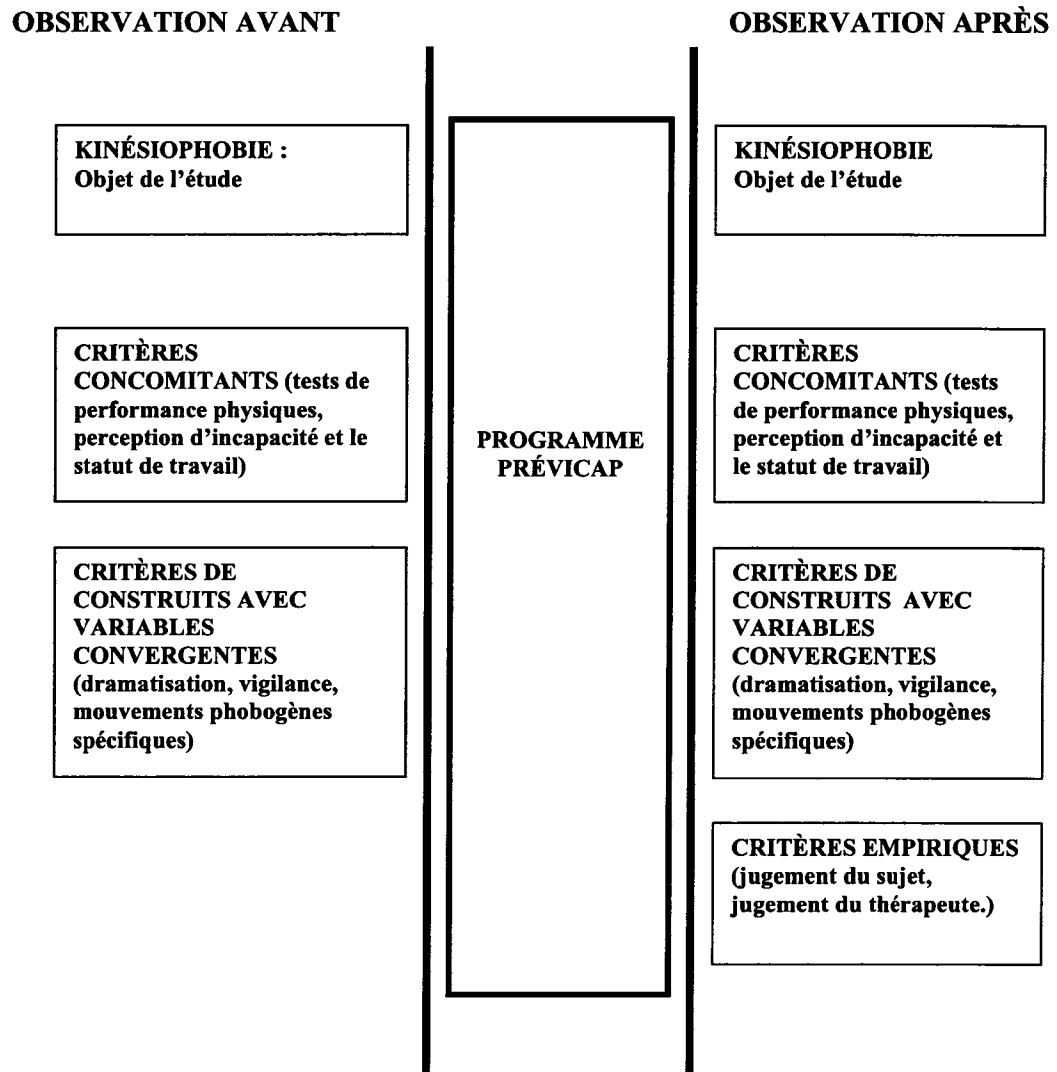 OBSERVATION AVANT
OBSERVATION APRÈS
KINÉSIOPHOBIE :
Objet de l'étude
CRITÈRES
CONCOMITANTS (tests de
performance physiques,
perception d'incapacité et le
statut de travail)
CRITÈRES DE
CONSTRUITS AVEC
VARIABLES
CONVERGENTES
(dramatisation, vigilance,
mouvements phobogènes
spécifiques)
PROGRAMME
PRÉVICAP
KINÉSIOPHOBIE
Objet de l'étude
CRITÈRES
CONCOMITANTS (tests
de performance physiques,
perception d'incapacité et
le statut de travail)
CRITÈRES DE
CONSTRUITS AVEC
VARIABLES
CONVERGENTES
(dramatisation, vigilance,
mouvements phobogènes
spécifiques)
CRITÈRES EMPIRIQUES
(jugement du sujet,
jugement du thérapeute.)